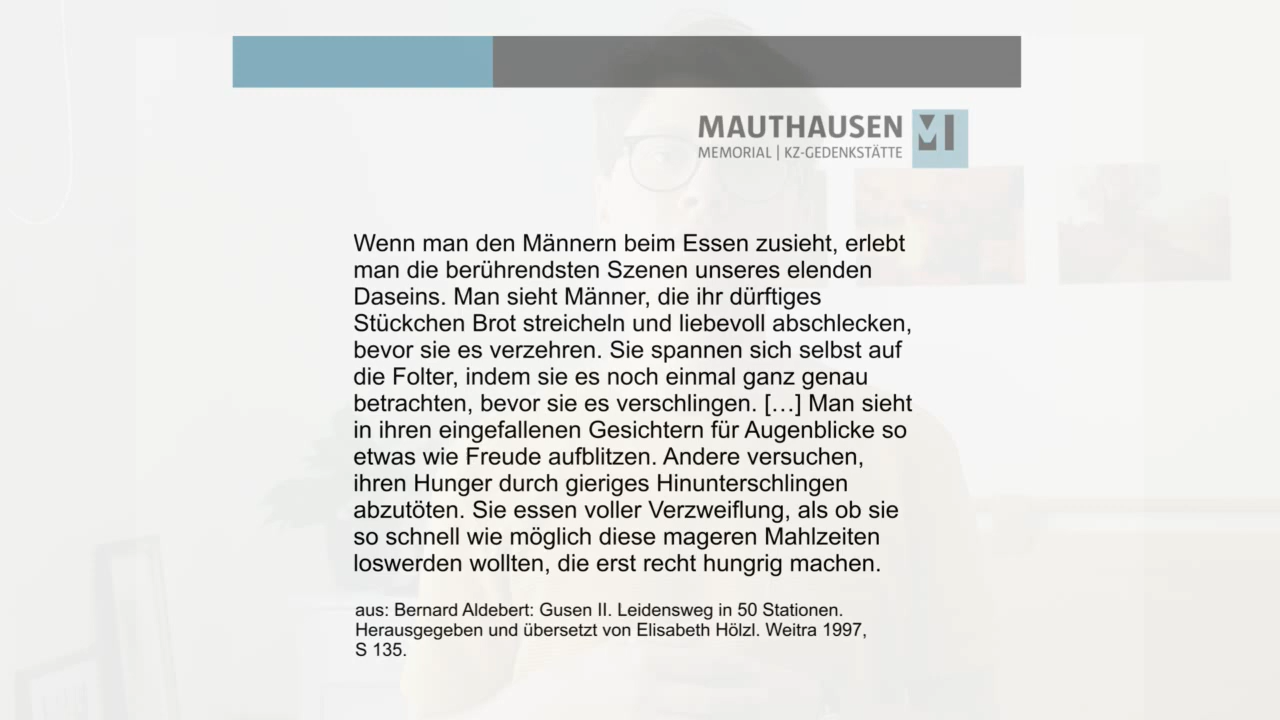 MAUTHAUSEN
MEMORIAL | KZ-GEDENKSTÄTTE
Wenn man den Männern beim Essen zusieht, erlebt
man die berührendsten Szenen unseres elenden
Daseins. Man sieht Männer, die ihr dürftiges
Stückchen Brot streicheln und liebevoll abschlecken,
bevor sie es verzehren. Sie spannen sich selbst auf
die Folter, indem sie es noch einmal ganz genau
betrachten, bevor sie es verschlingen. […] Man sieht
in ihren eingefallenen Gesichtern für Augenblicke so
etwas wie Freude aufblitzen. Andere versuchen,
ihren Hunger durch gieriges Hinunterschlingen
abzutöten. Sie essen voller Verzweiflung, als ob sie
so schnell wie möglich diese mageren Mahlzeiten
loswerden wollten, die erst recht hungrig machen.
aus: Bernard Aldebert: Gusen II. Leidensweg in 50 Stationen.
Herausgegeben und übersetzt von Elisabeth Hölzl. Weitra 1997,
S 135.